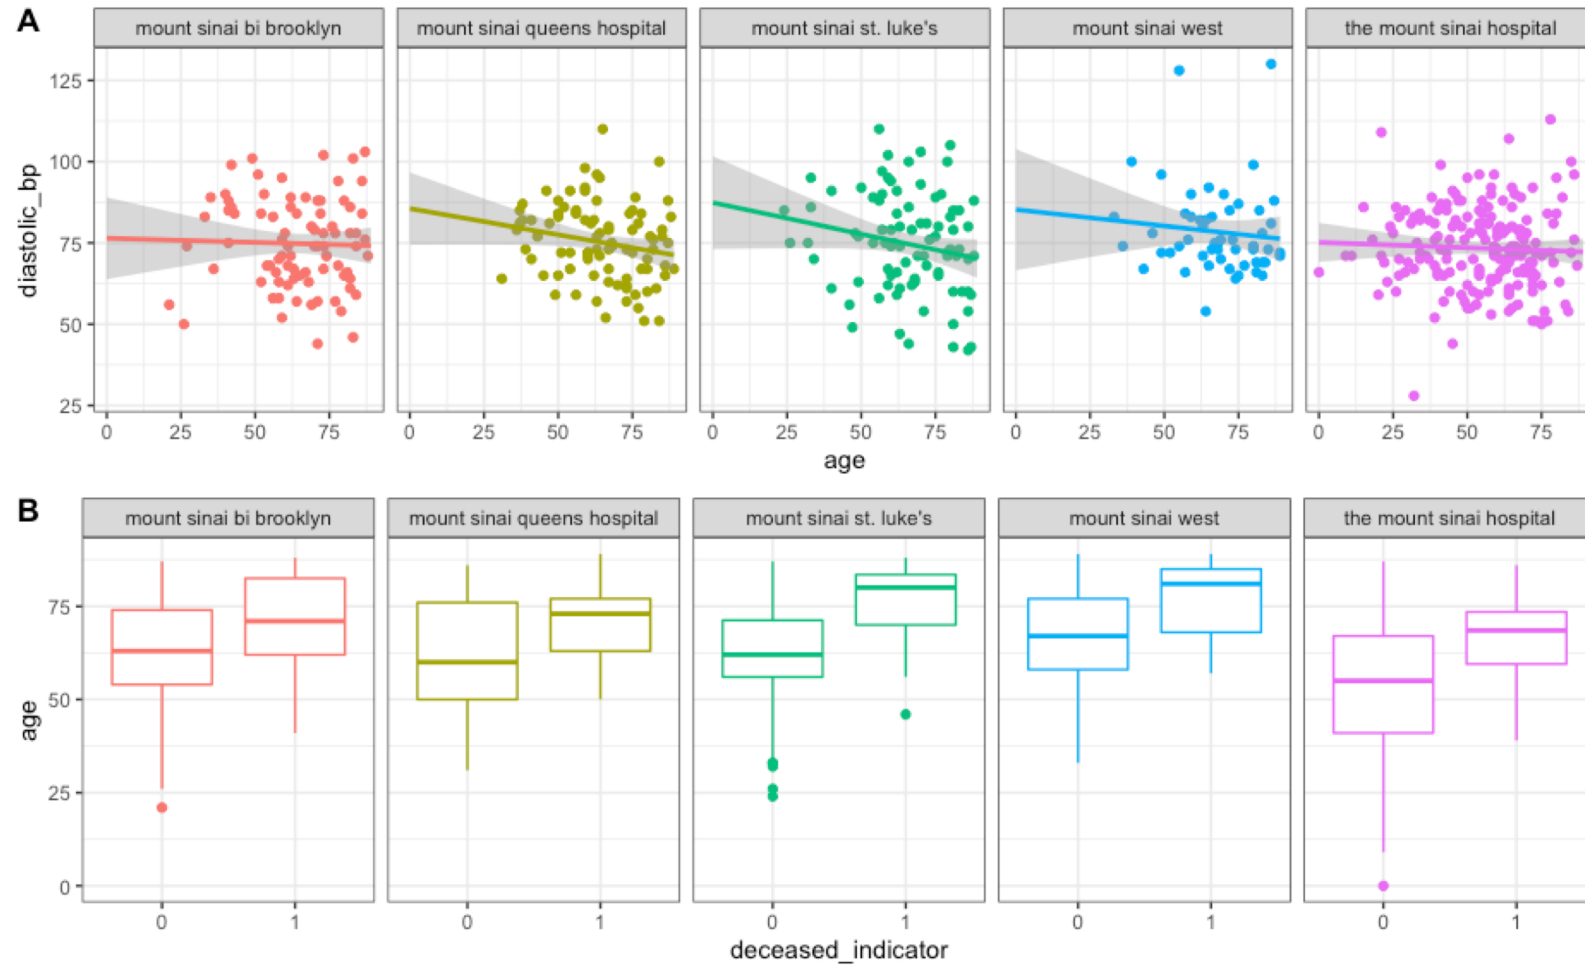 A
mount sinai bi brooklyn mount sinai queens hospital mount sinai st. luke's mount sinai west the mount sinai hospital
diastolic_bp
125
100
75
50
25
0 25 50 75 0 25 50 75 0 25 50 75 0 25 50 75 0 25 50 75
age
B
mount sinai bi brooklyn mount sinai queens hospital mount sinai st. luke's mount sinai west the mount sinai hospital
age
75
50
25
0
0 1 0 1 0 1 0 1 0 1
deceased_indicator